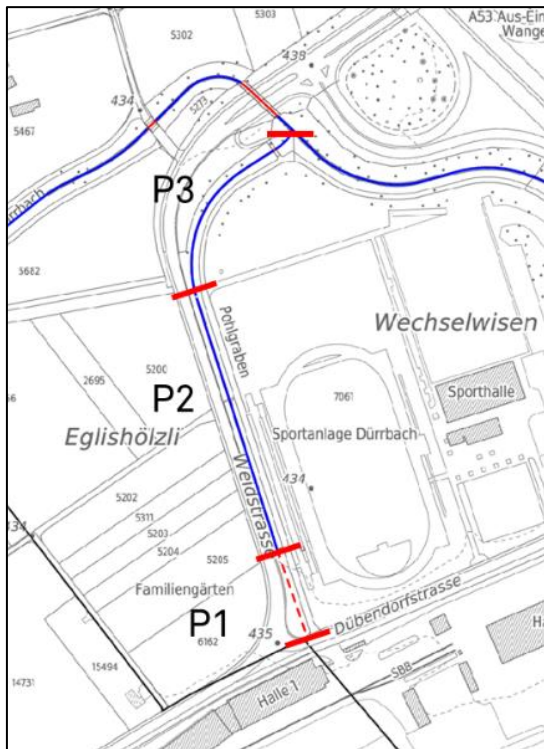 5303
5302
A53 Aus-Ein
Wange
438
434
5273
5467
P3
5682
Pohlgraben
Wechselwisen
5200
2695
P2
7061
Sporthalle
Sportanlage Dürrbach
Eglishölzli
Weidstrasse
434
5202
5311
5203
5204
5205
Familiengärten
Dübendorfstrasse
P1
6162
435
15494
14731
SBB
Halle 1